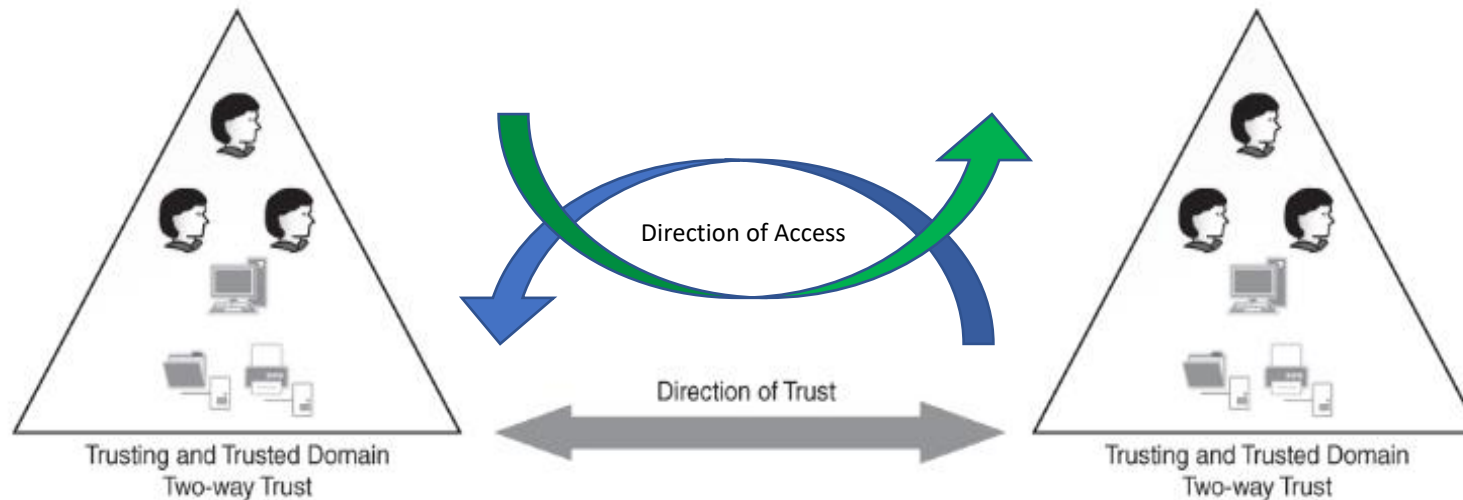 Direction of Access
Direction of Trust
Trusting and Trusted Domain
Two-way Trust
Trusting and Trusted Domain
Two-way Trust